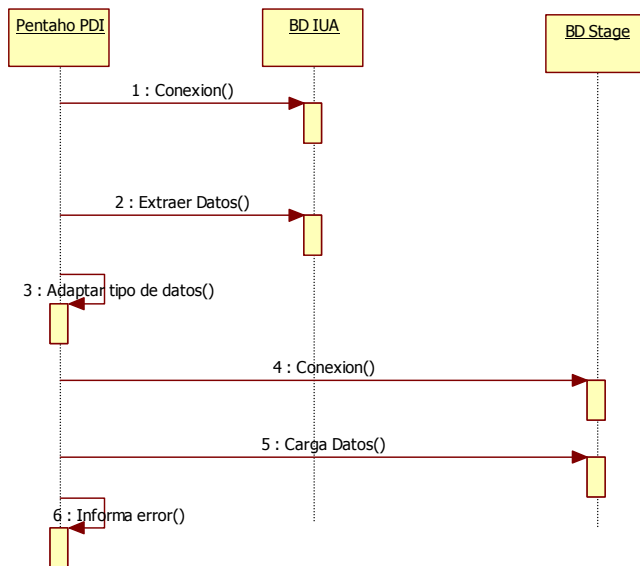 Pentaho PDI
BD IUA
BD Stage
1 : Conexion()
2 : Extraer Datos()
3 : Adaptar tipo de datos()
4 : Conexion()
5 : Carga Datos()
6 : Informa error()